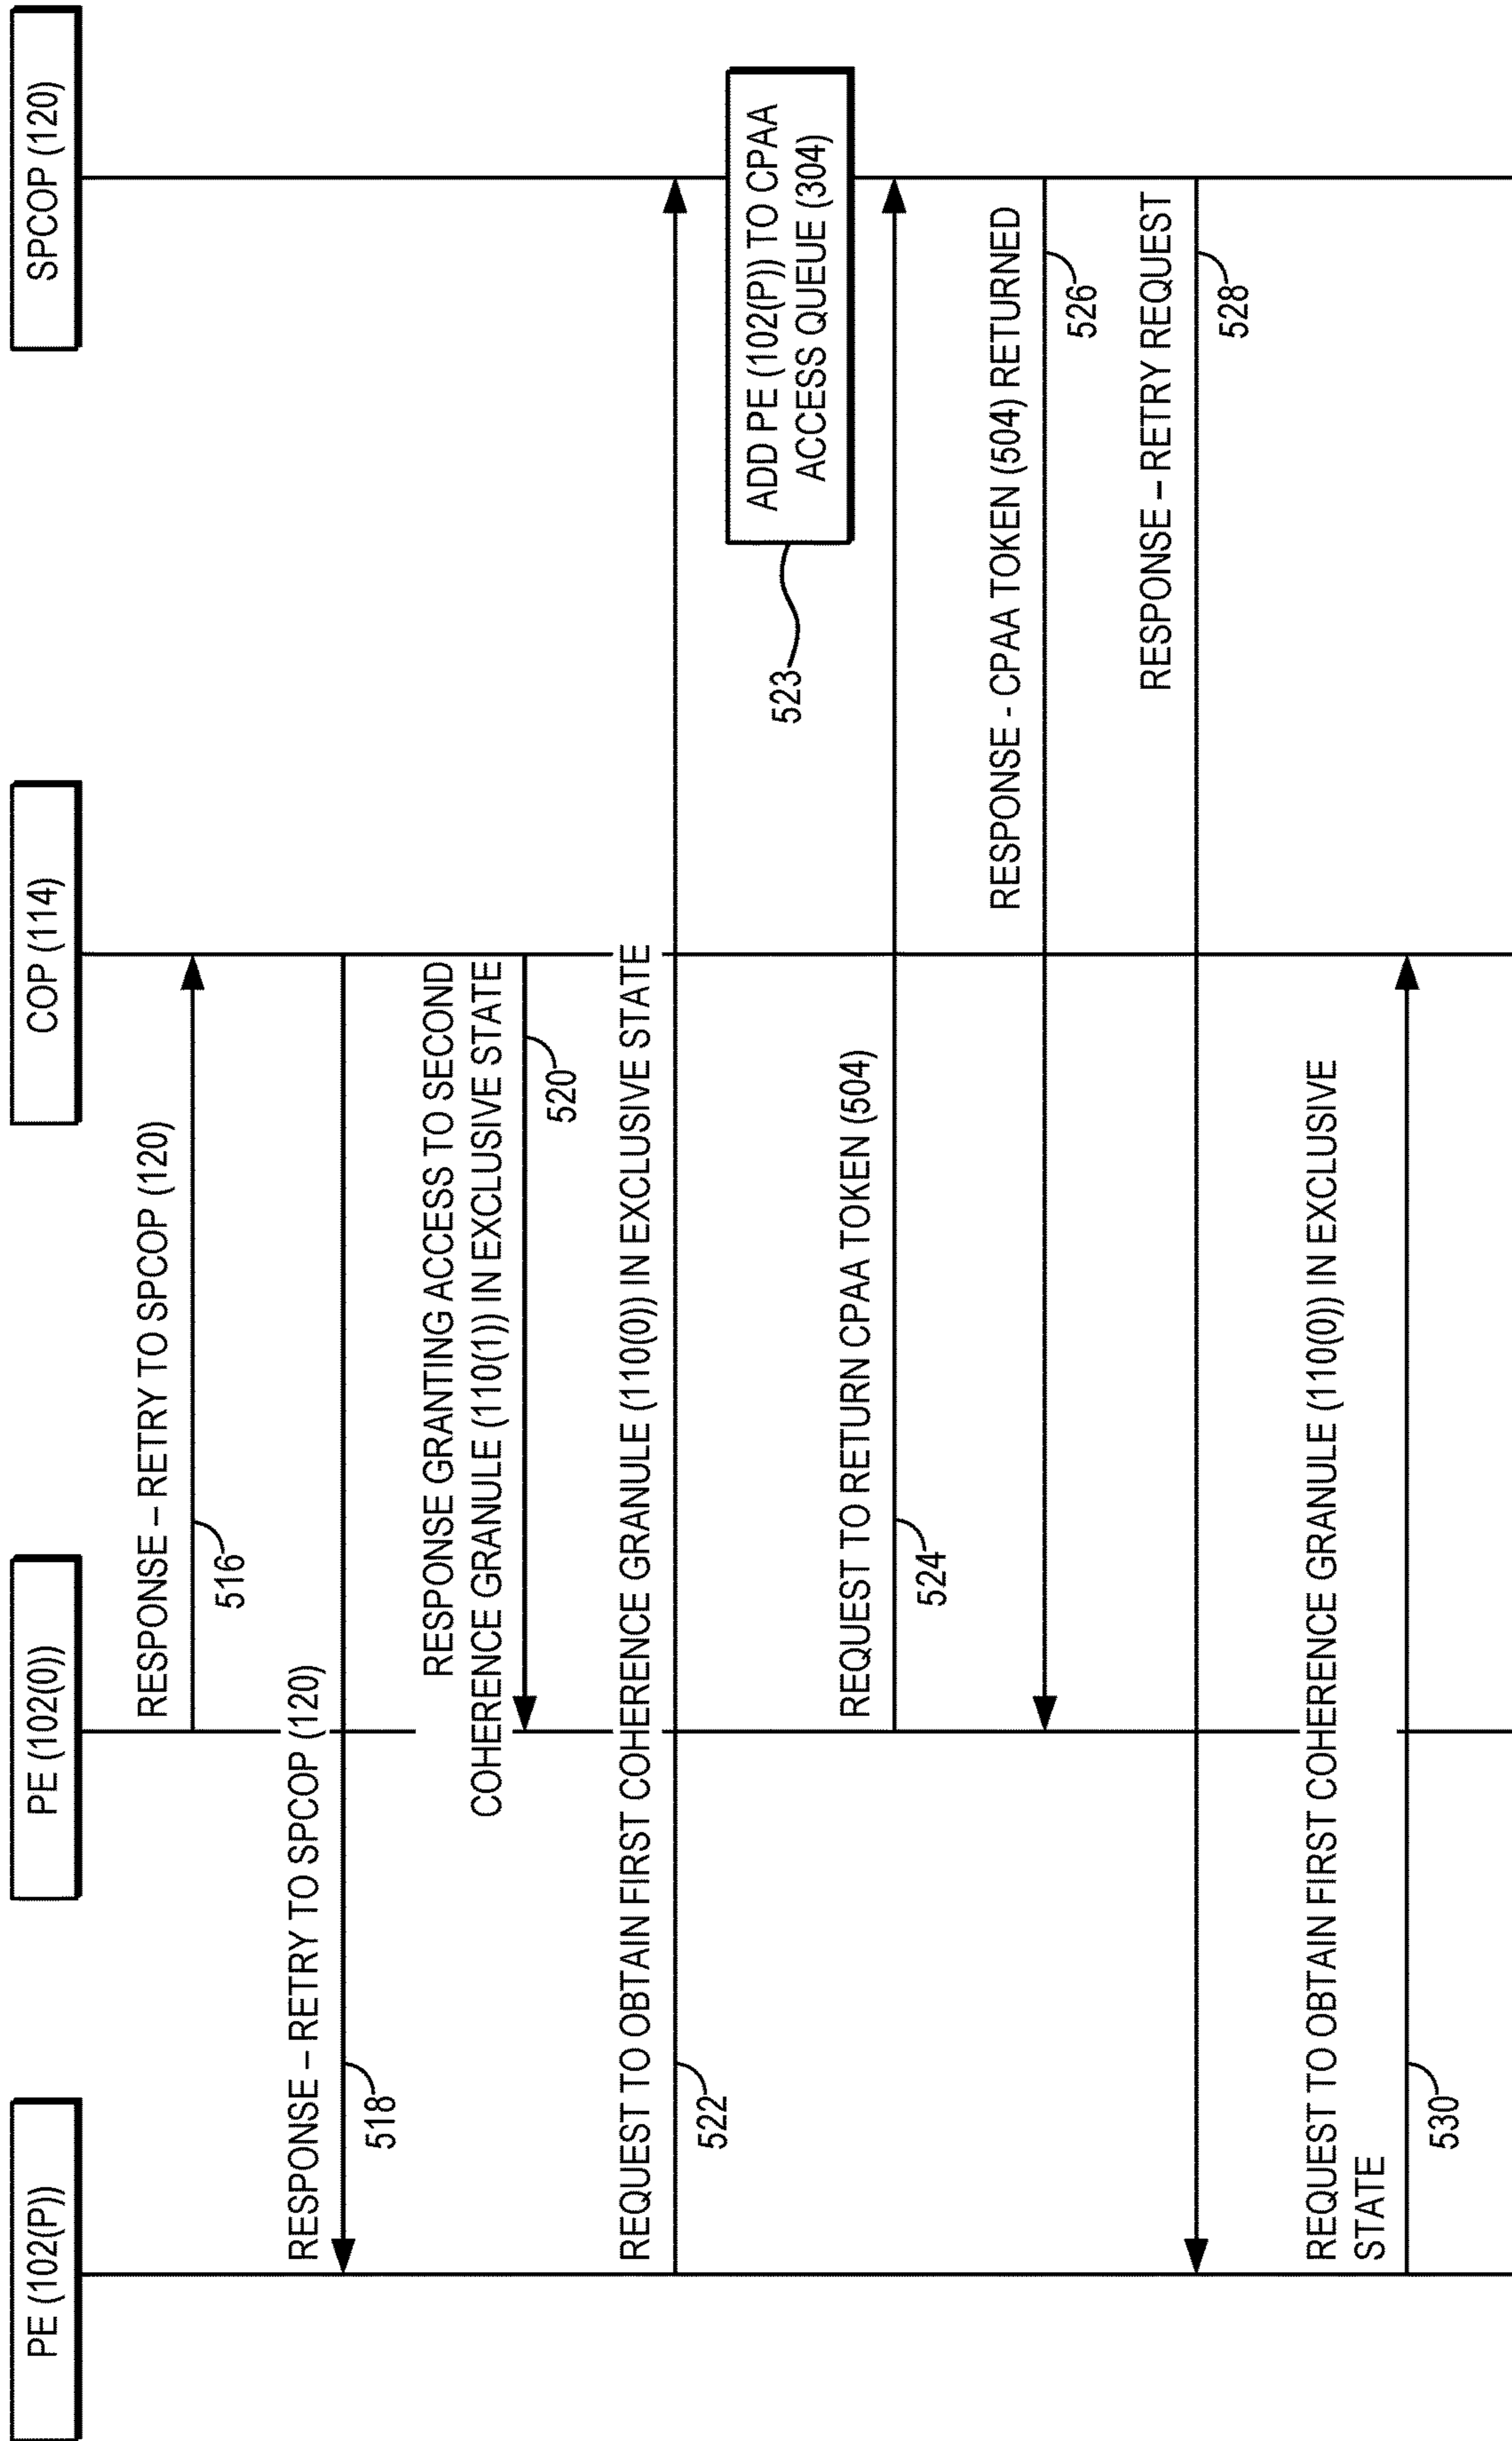 PE (102(P))
PE (102(0))
COP (114)
SPCOP (120)
RESPONSE – RETRY TO SPCOP (120)
516
RESPONSE – RETRY TO SPCOP (120)
518
RESPONSE GRANTING ACCESS TO SECOND
COHERENCE GRANULE (110(1)) IN EXCLUSIVE STATE
520
REQUEST TO OBTAIN FIRST COHERENCE GRANULE (110(0)) IN EXCLUSIVE STATE
522
ADD PE (102(P)) TO CPAA
ACCESS QUEUE (304)
523
REQUEST TO RETURN CPAA TOKEN (504)
524
RESPONSE - CPAA TOKEN (504) RETURNED
526
RESPONSE – RETRY REQUEST
528
REQUEST TO OBTAIN FIRST COHERENCE GRANULE (110(0)) IN EXCLUSIVE
STATE
530